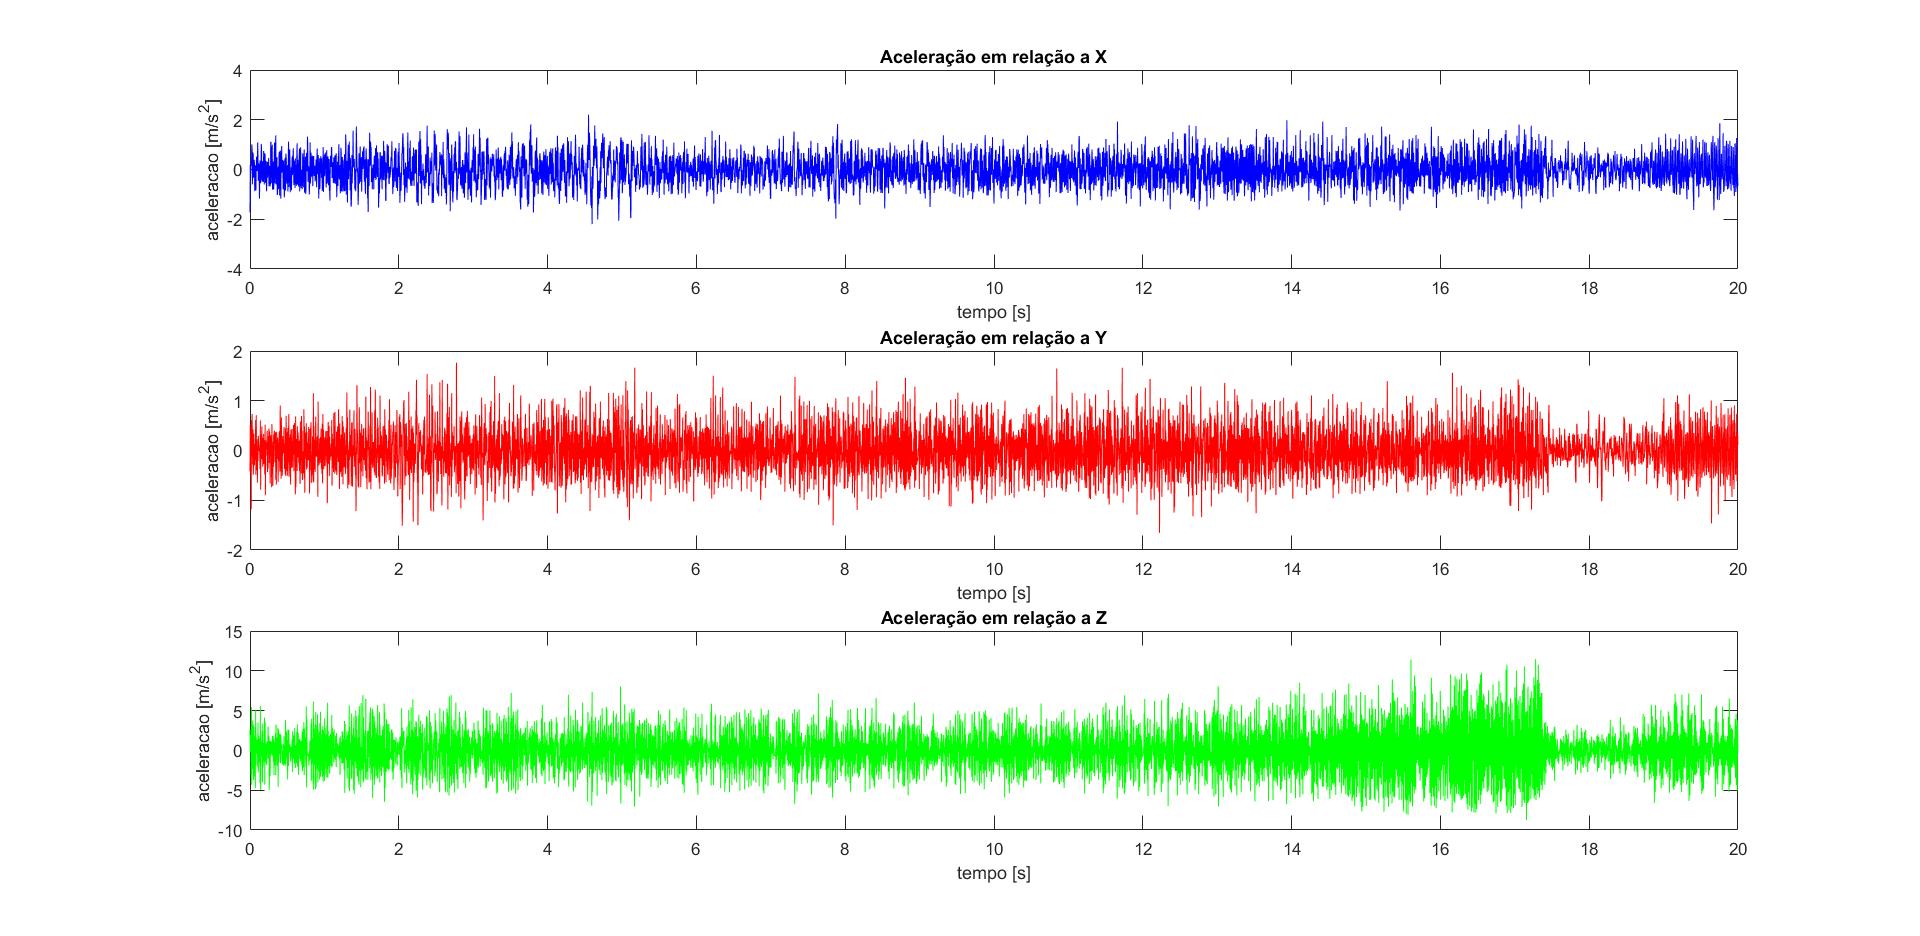 Aceleração em relação a X
aceleracao [m/s²]
4
2
0
-2
-4
0 2 4 6 8 10 12 14 16 18 20
tempo [s]
Aceleração em relação a Y
aceleracao [m/s²]
2
1
0
-1
-2
0 2 4 6 8 10 12 14 16 18 20
tempo [s]
Aceleração em relação a Z
aceleracao [m/s²]
15
10
5
0
-5
-10
0 2 4 6 8 10 12 14 16 18 20
tempo [s]